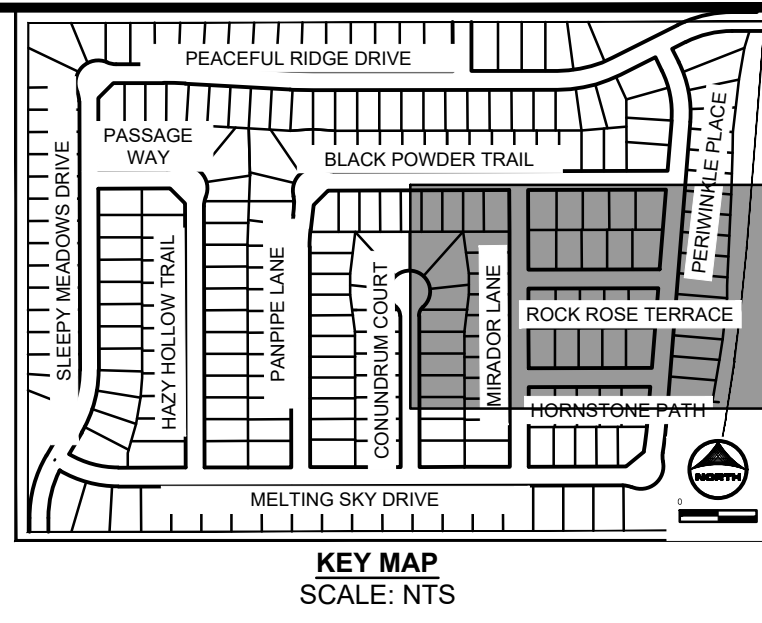 PEACEFUL RIDGE DRIVE
PASSAGE
WAY
BLACK POWDER TRAIL
SLEEPY MEADOWS DRIVE
HAZY HOLLOW TRAIL
PANPIPE LANE
CONUNDRUM COURT
MIRADOR LANE
PERIWINKLE PLACE
ROCK ROSE TERRACE
HORNSTONE PATH
MELTING SKY DRIVE
NORTH
0
KEY MAP
SCALE: NTS